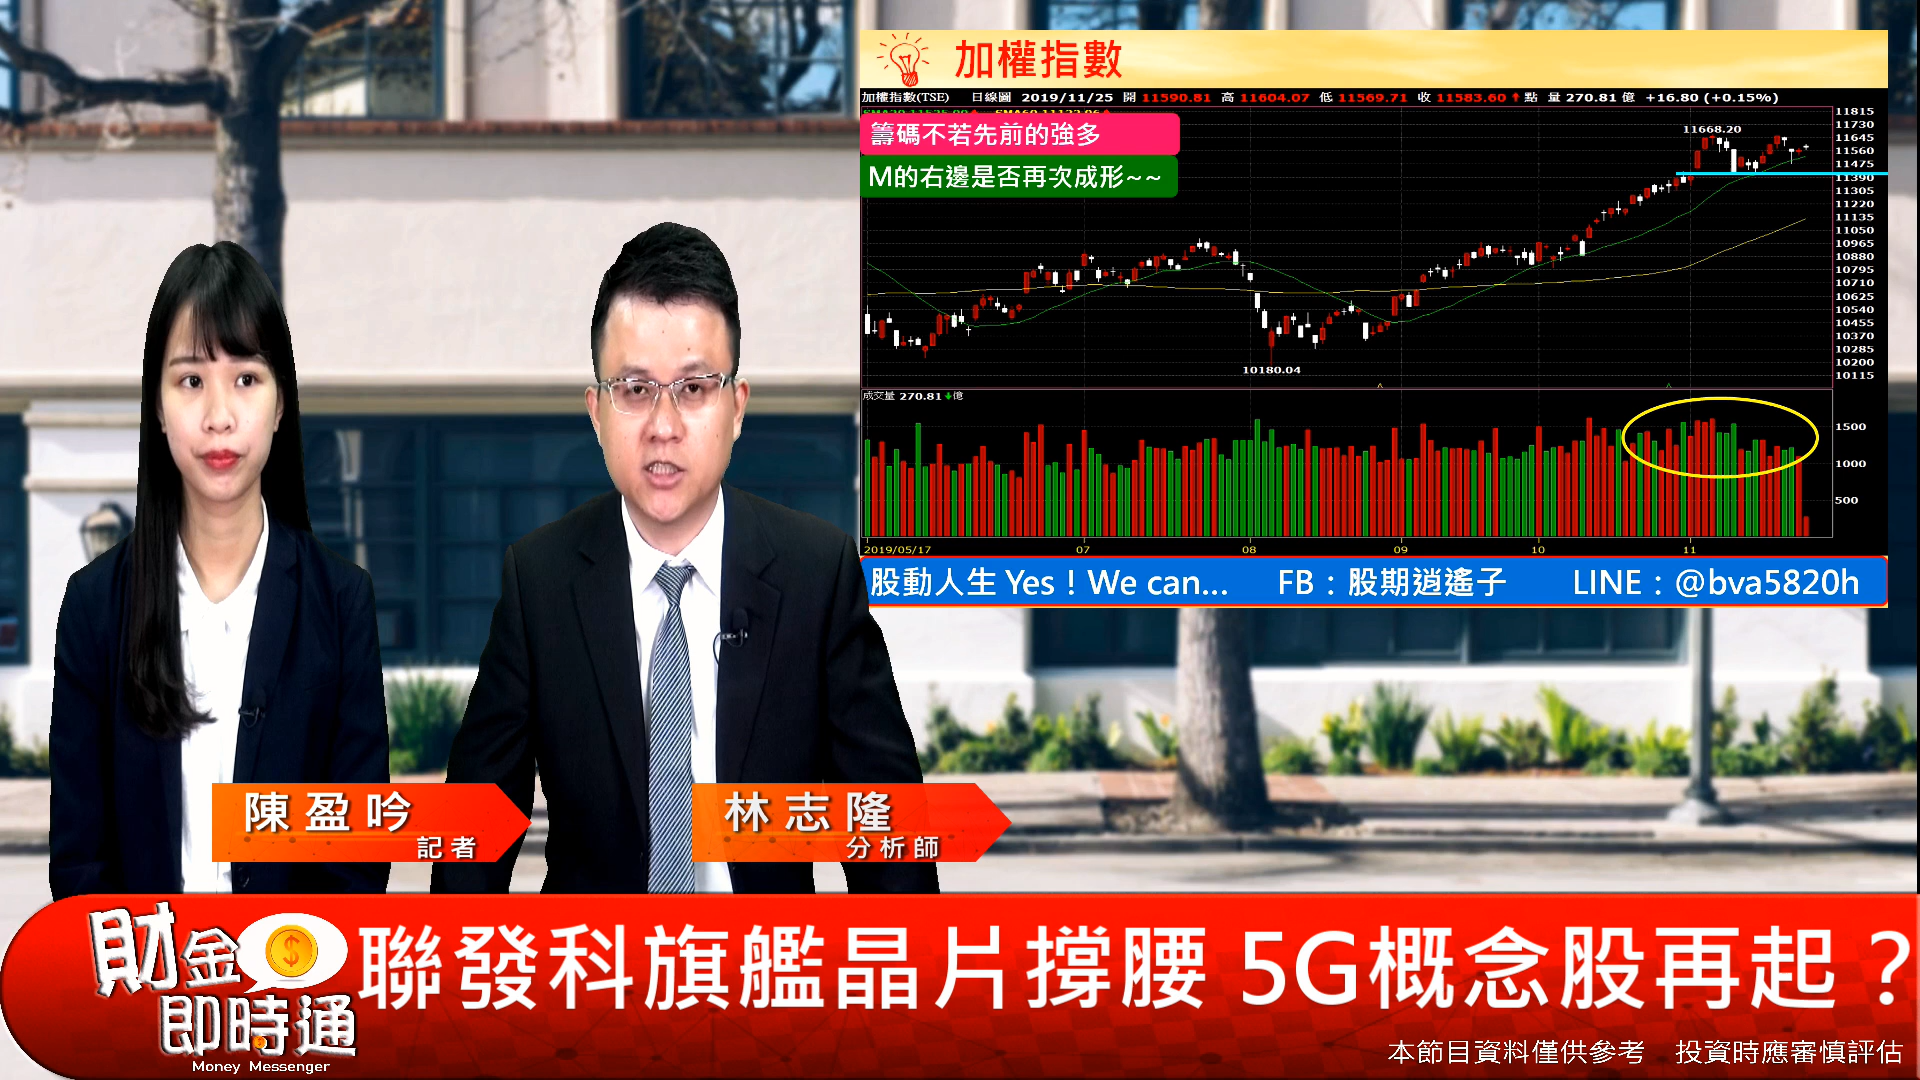 加權指數
加權指數(TSE) 日線圖 2019/11/25 開 11590.81 高 11604.07 低 11569.71 收 11583.60 點 量 270.81 億 +16.80 (+0.15%)
籌碼不若先前的強多
M的右邊是否再次成形~~
11668.20
10180.04
11815
11730
11645
11560
11475
11390
11305
11220
11135
11050
10965
10880
10795
10710
10625
10540
10455
10370
10285
10200
10115
成交量 270.81 億
1500
1000
500
2019/05/17 07 08 09 10 11
股動人生 Yes！We can... FB：股期逍遙子 LINE：@bva5820h
陳盈吟
記者
林志隆
分析師
財金即時通
Money Messenger
聯發科旗艦晶片撐腰 5G概念股再起？
本節目資料僅供參考 投資時應審慎評估